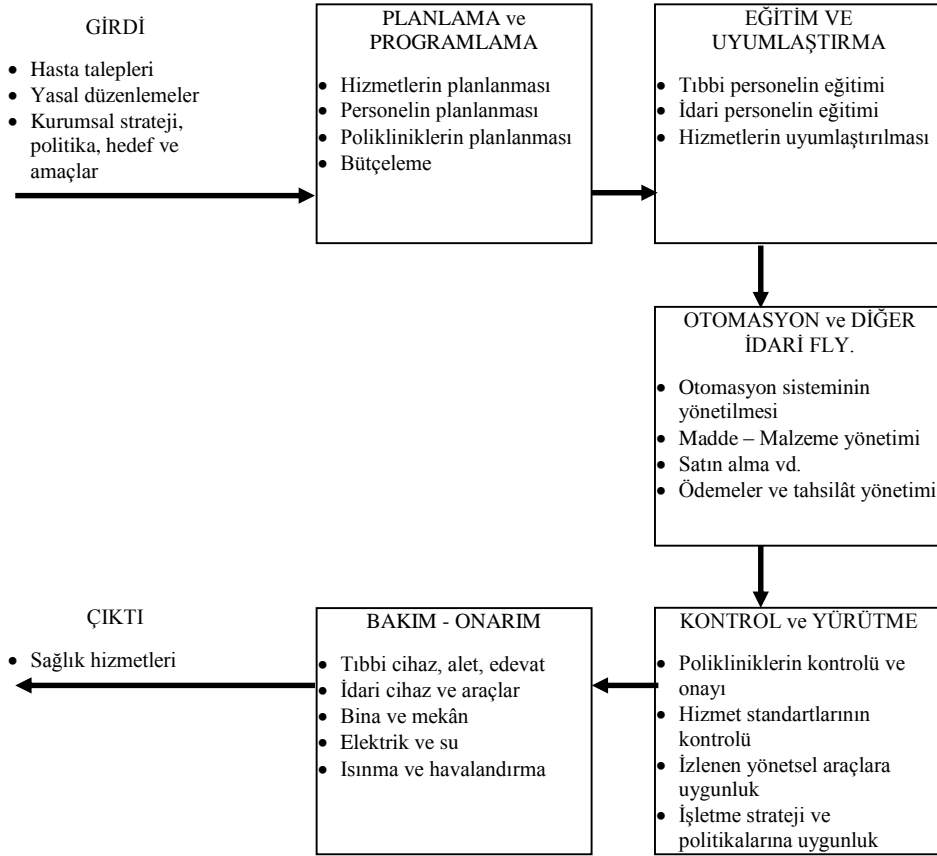 GİRDİ
• Hasta talepleri
• Yasal düzenlemeler
• Kurumsal strateji,
politika, hedef ve
amaçlar
PLANLAMA ve
PROGRAMLAMA
• Hizmetlerin planlanması
• Personelin planlanması
• Polikliniklerin planlanması
• Bütçeleme
EĞİTİM VE
UYUMLAŞTIRMA
• Tıbbi personelin eğitimi
• İdari personelin eğitimi
• Hizmetlerin uyumlaştırılması
OTOMASYON ve DİĞER
İDARİ FLY.
• Otomasyon sisteminin
yönetilmesi
• Madde – Malzeme yönetimi
• Satın alma vd.
• Ödemeler ve tahsilât yönetimi
KONTROL ve YÜRÜTME
• Polikliniklerin kontrolü ve
onayı
• Hizmet standartlarının
kontrolü
• İzlenen yönetsel araçlara
uygunluk
• İşletme strateji ve
politikalarına uygunluk
BAKIM - ONARIM
• Tıbbi cihaz, alet, edevat
• İdari cihaz ve araçlar
• Bina ve mekân
• Elektrik ve su
• Isınma ve havalandırma
ÇIKTI
• Sağlık hizmetleri